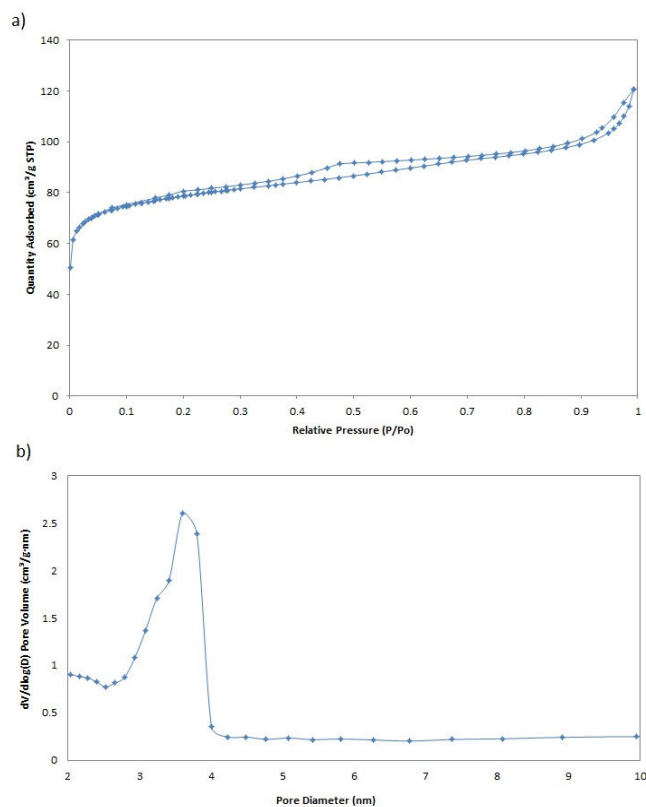 a)
140
120
100
80
60
40
20
0
Quantity Adsorbed (cm³/g STP)
0 0.1 0.2 0.3 0.4 0.5 0.6 0.7 0.8 0.9 1
Relative Pressure (P/Po)
b)
3
2.5
2
1.5
1
0.5
0
dV/dlog(D) Pore Volume (cm³/g·nm)
2 3 4 5 6 7 8 9 10
Pore Diameter (nm)